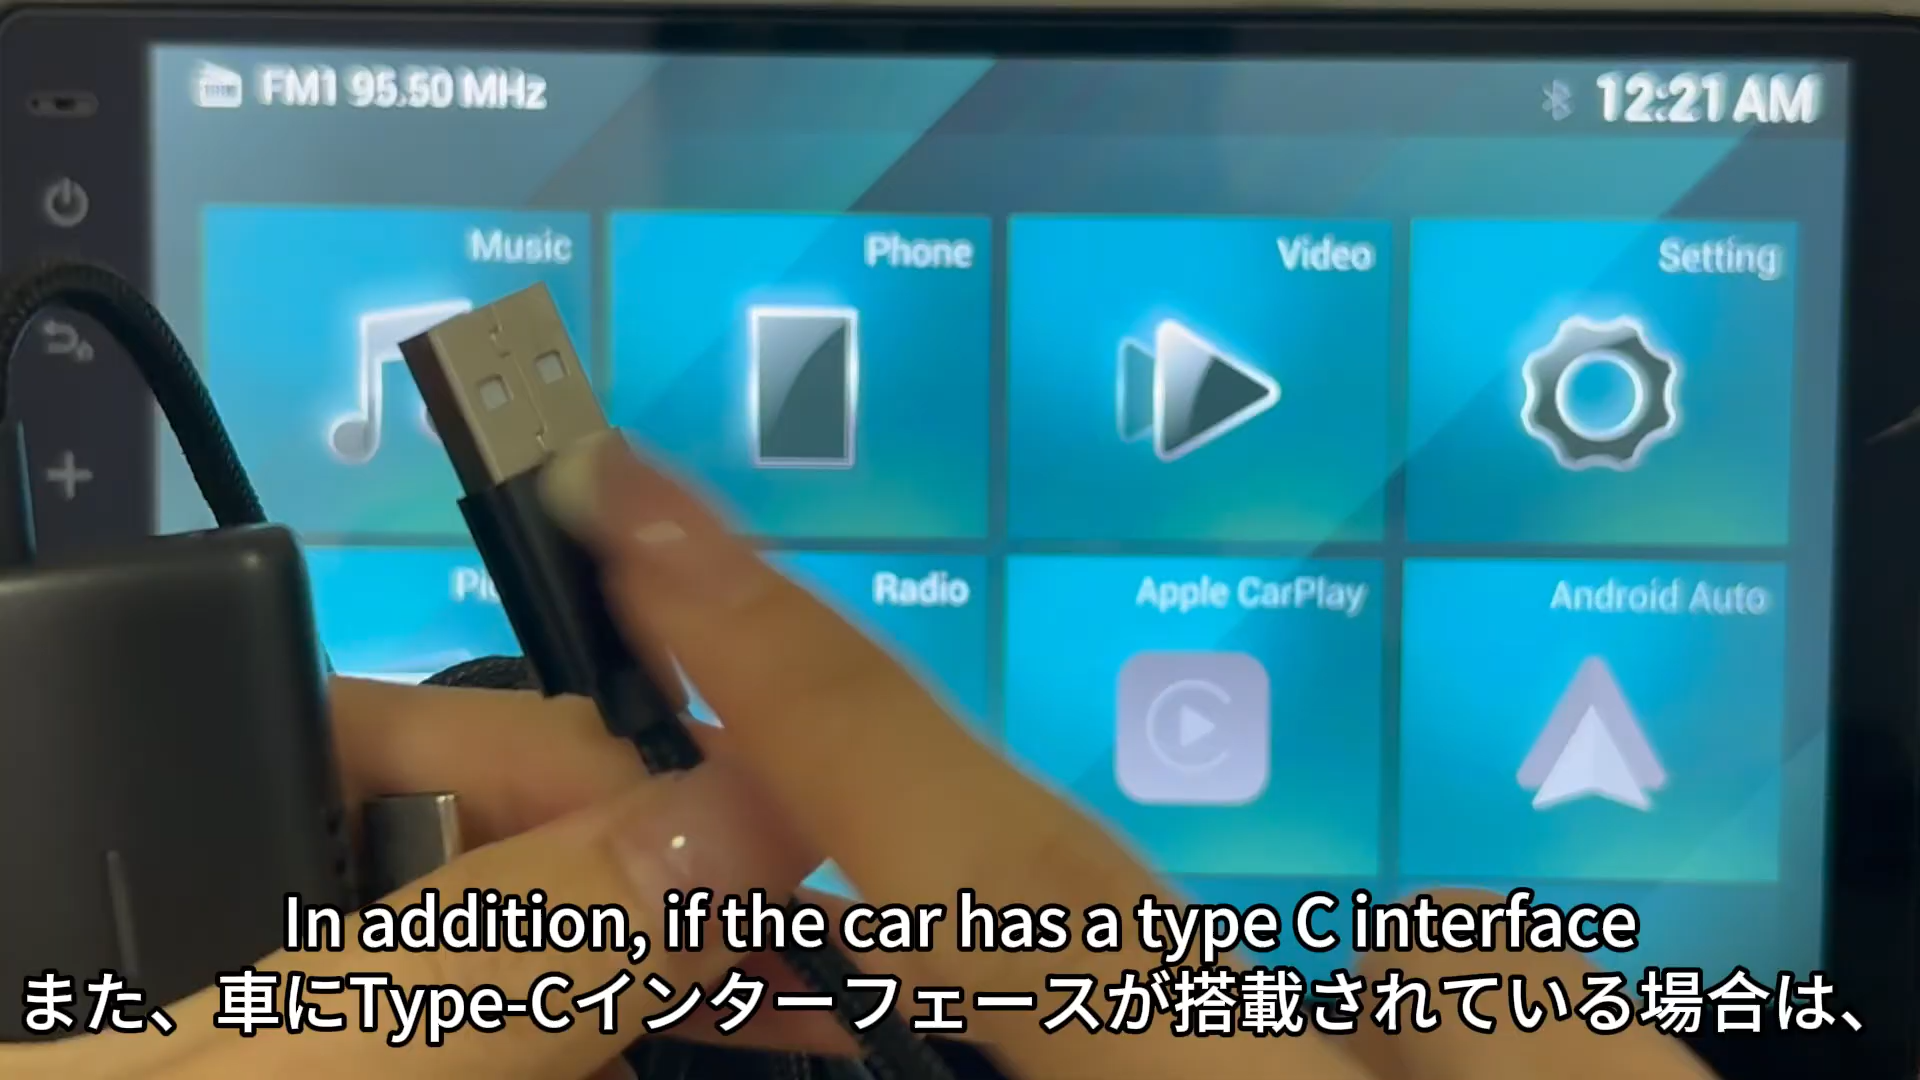 FM1 95.50 MHz
12:21 AM
Music
Phone
Video
Setting
Radio
Apple CarPlay
Android Auto
In addition, if the car has a type C interface
また、車にType-Cインターフェースが搭載されている場合は、